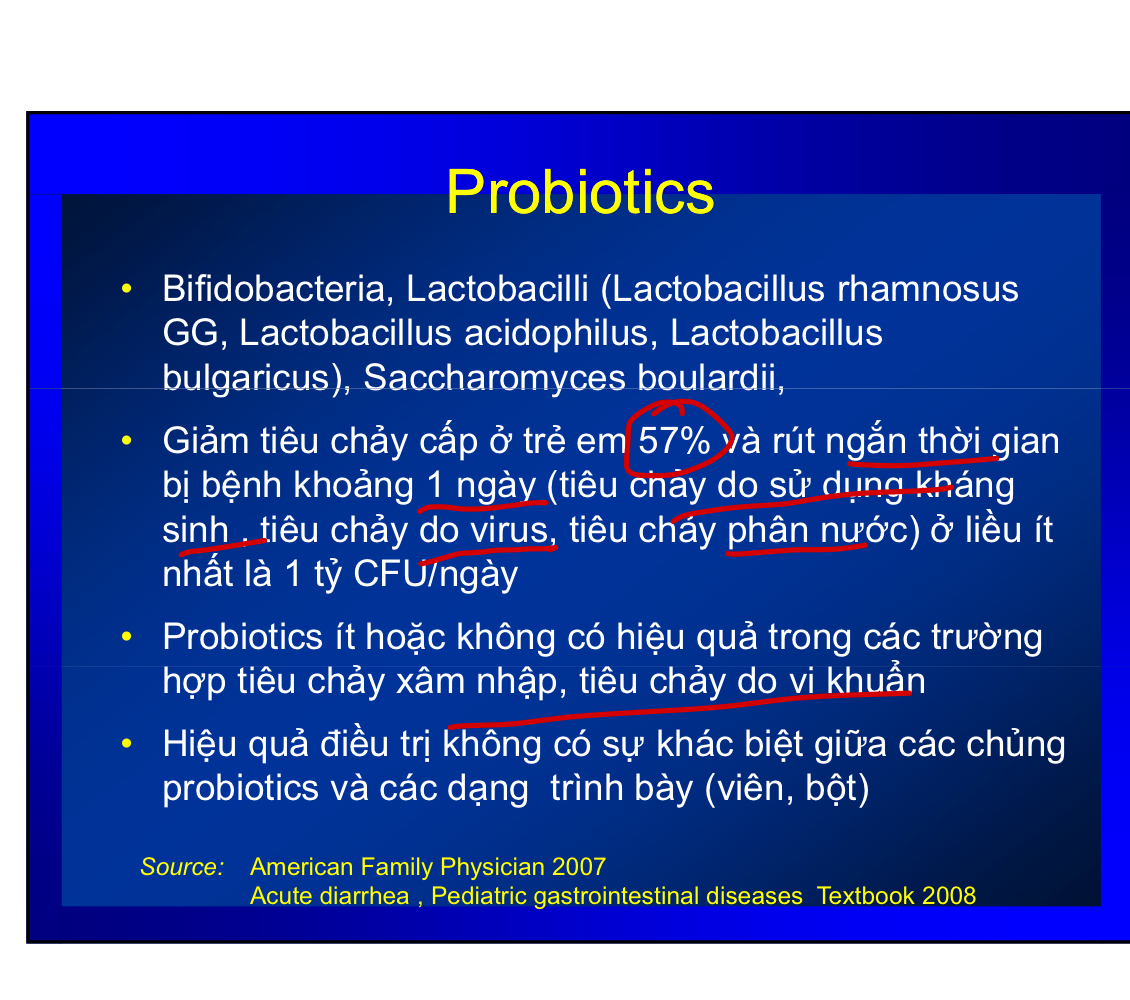 Probiotics
• Bifidobacteria, Lactobacilli (Lactobacillus rhamnosus
GG, Lactobacillus acidophilus, Lactobacillus
bulgaricus), Saccharomyces boulardii,
• Giảm tiêu chảy cấp ở trẻ em 57% và rút ngắn thời gian
bị bệnh khoảng 1 ngày (tiêu chảy do sử dụng kháng
sinh , tiêu chảy do virus, tiêu chảy phân nước) ở liều ít
nhất là 1 tỷ CFU/ngày
• Probiotics ít hoặc không có hiệu quả trong các trường
hợp tiêu chảy xâm nhập, tiêu chảy do vi khuẩn
• Hiệu quả điều trị không có sự khác biệt giữa các chủng
probiotics và các dạng  trình bày (viên, bột)
Source: American Family Physician 2007
Acute diarrhea , Pediatric gastrointestinal diseases  Textbook 2008